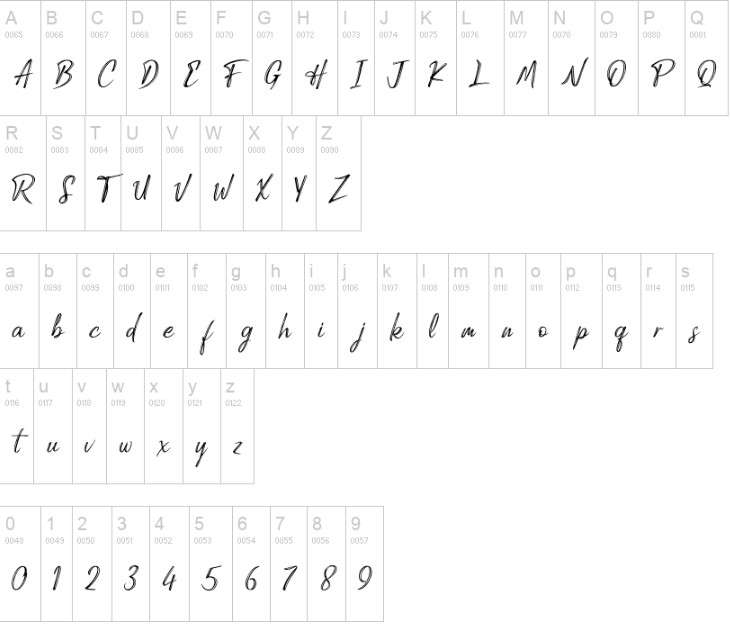 A B C D E F G H I J K L M N O P Q
0065 0066 0067 0068 0069 0070 0071 0072 0073 0074 0075 0076 0077 0078 0079 0080 0081
A B C D E F G H I J K L M N O P Q
R S T U V W X Y Z
0082 0083 0084 0085 0086 0087 0088 0089 0090
R S T U V W X Y Z
a b c d e f g h i j k l m n o p q r s
0097 0098 0099 0100 0101 0102 0103 0104 0105 0106 0107 0108 0109 0110 0111 0112 0113 0114 0115
a b c d e f g h i j k l m n o p q r s
t u v w x y z
0116 0117 0118 0119 0120 0121 0122
t u v w x y z
0 1 2 3 4 5 6 7 8 9
0048 0049 0050 0051 0052 0053 0054 0055 0056 0057
0 1 2 3 4 5 6 7 8 9